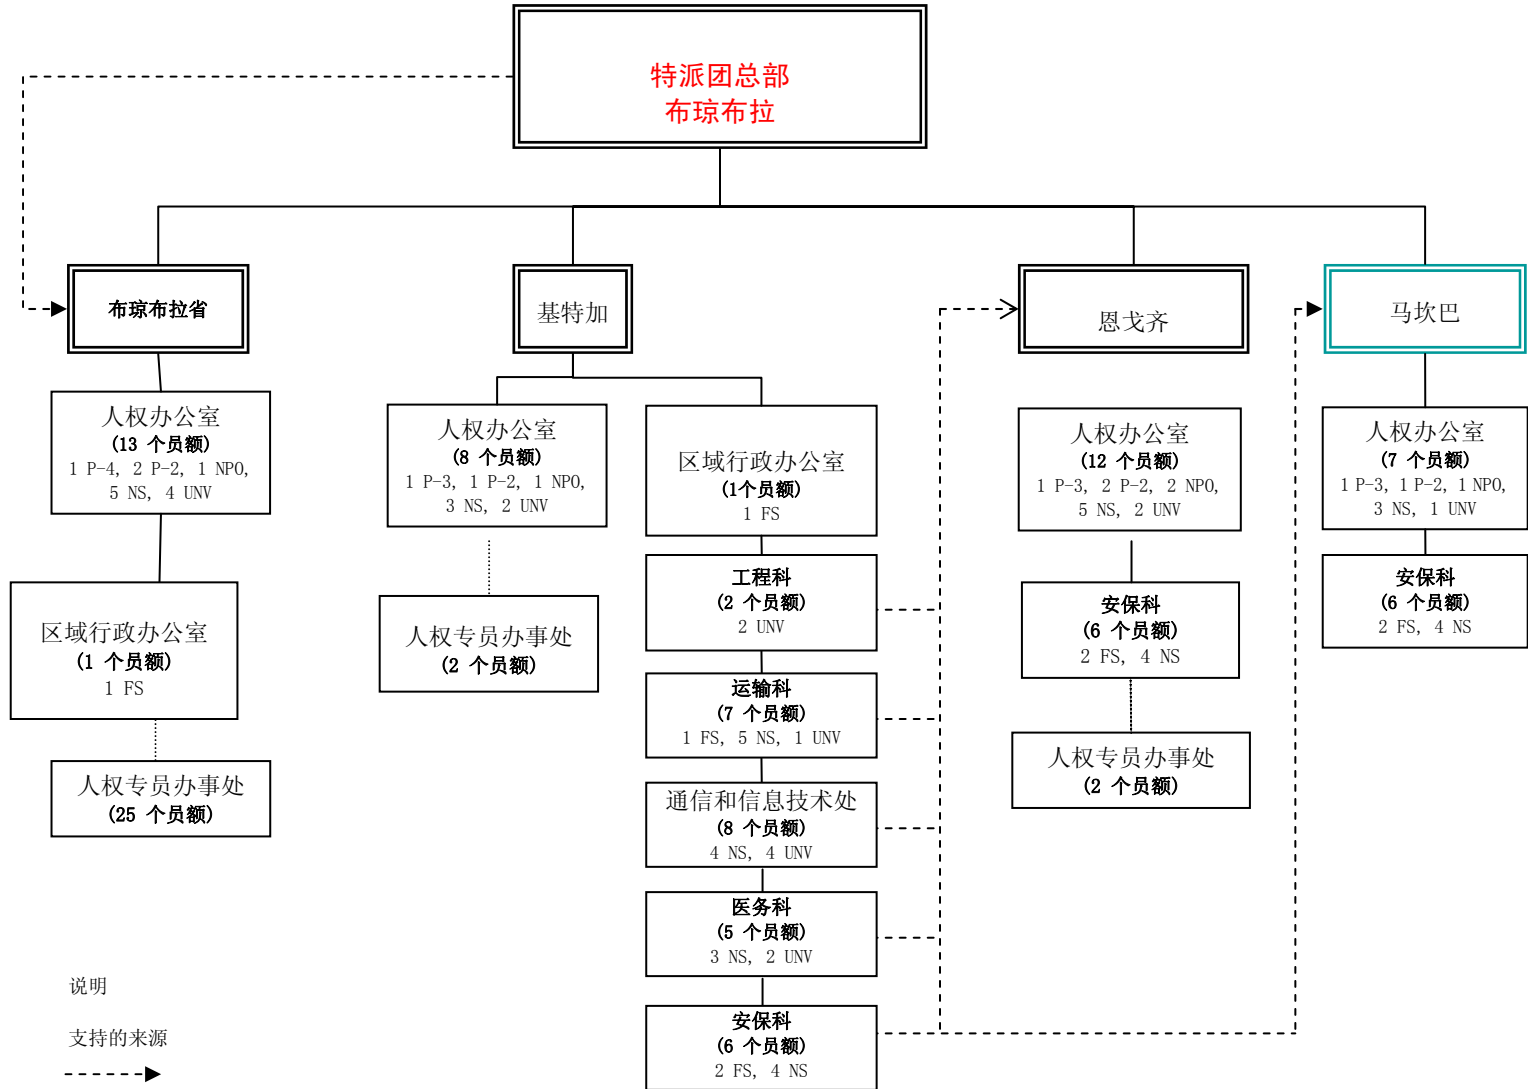 特派团总部
布琼布拉
布琼布拉省
基特加
恩戈齐
马坎巴
人权办公室
(13 个员额)
1 P-4, 2 P-2, 1 NPO,
5 NS, 4 UNV
区域行政办公室
(1 个员额)
1 FS
人权专员办事处
(25 个员额)
人权办公室
(8 个员额)
1 P-3, 1 P-2, 1 NPO,
3 NS, 2 UNV
人权专员办事处
(2 个员额)
区域行政办公室
(1个员额)
1 FS
工程科
(2 个员额)
2 UNV
运输科
(7 个员额)
1 FS, 5 NS, 1 UNV
通信和信息技术处
(8 个员额)
4 NS, 4 UNV
医务科
(5 个员额)
3 NS, 2 UNV
安保科
(6 个员额)
2 FS, 4 NS
人权办公室
(12 个员额)
1 P-3, 2 P-2, 2 NPO,
5 NS, 2 UNV
安保科
(6 个员额)
2 FS, 4 NS
人权专员办事处
(2 个员额)
人权办公室
(7 个员额)
1 P-3, 1 P-2, 1 NPO,
3 NS, 1 UNV
安保科
(6 个员额)
2 FS, 4 NS
说明
支持的来源